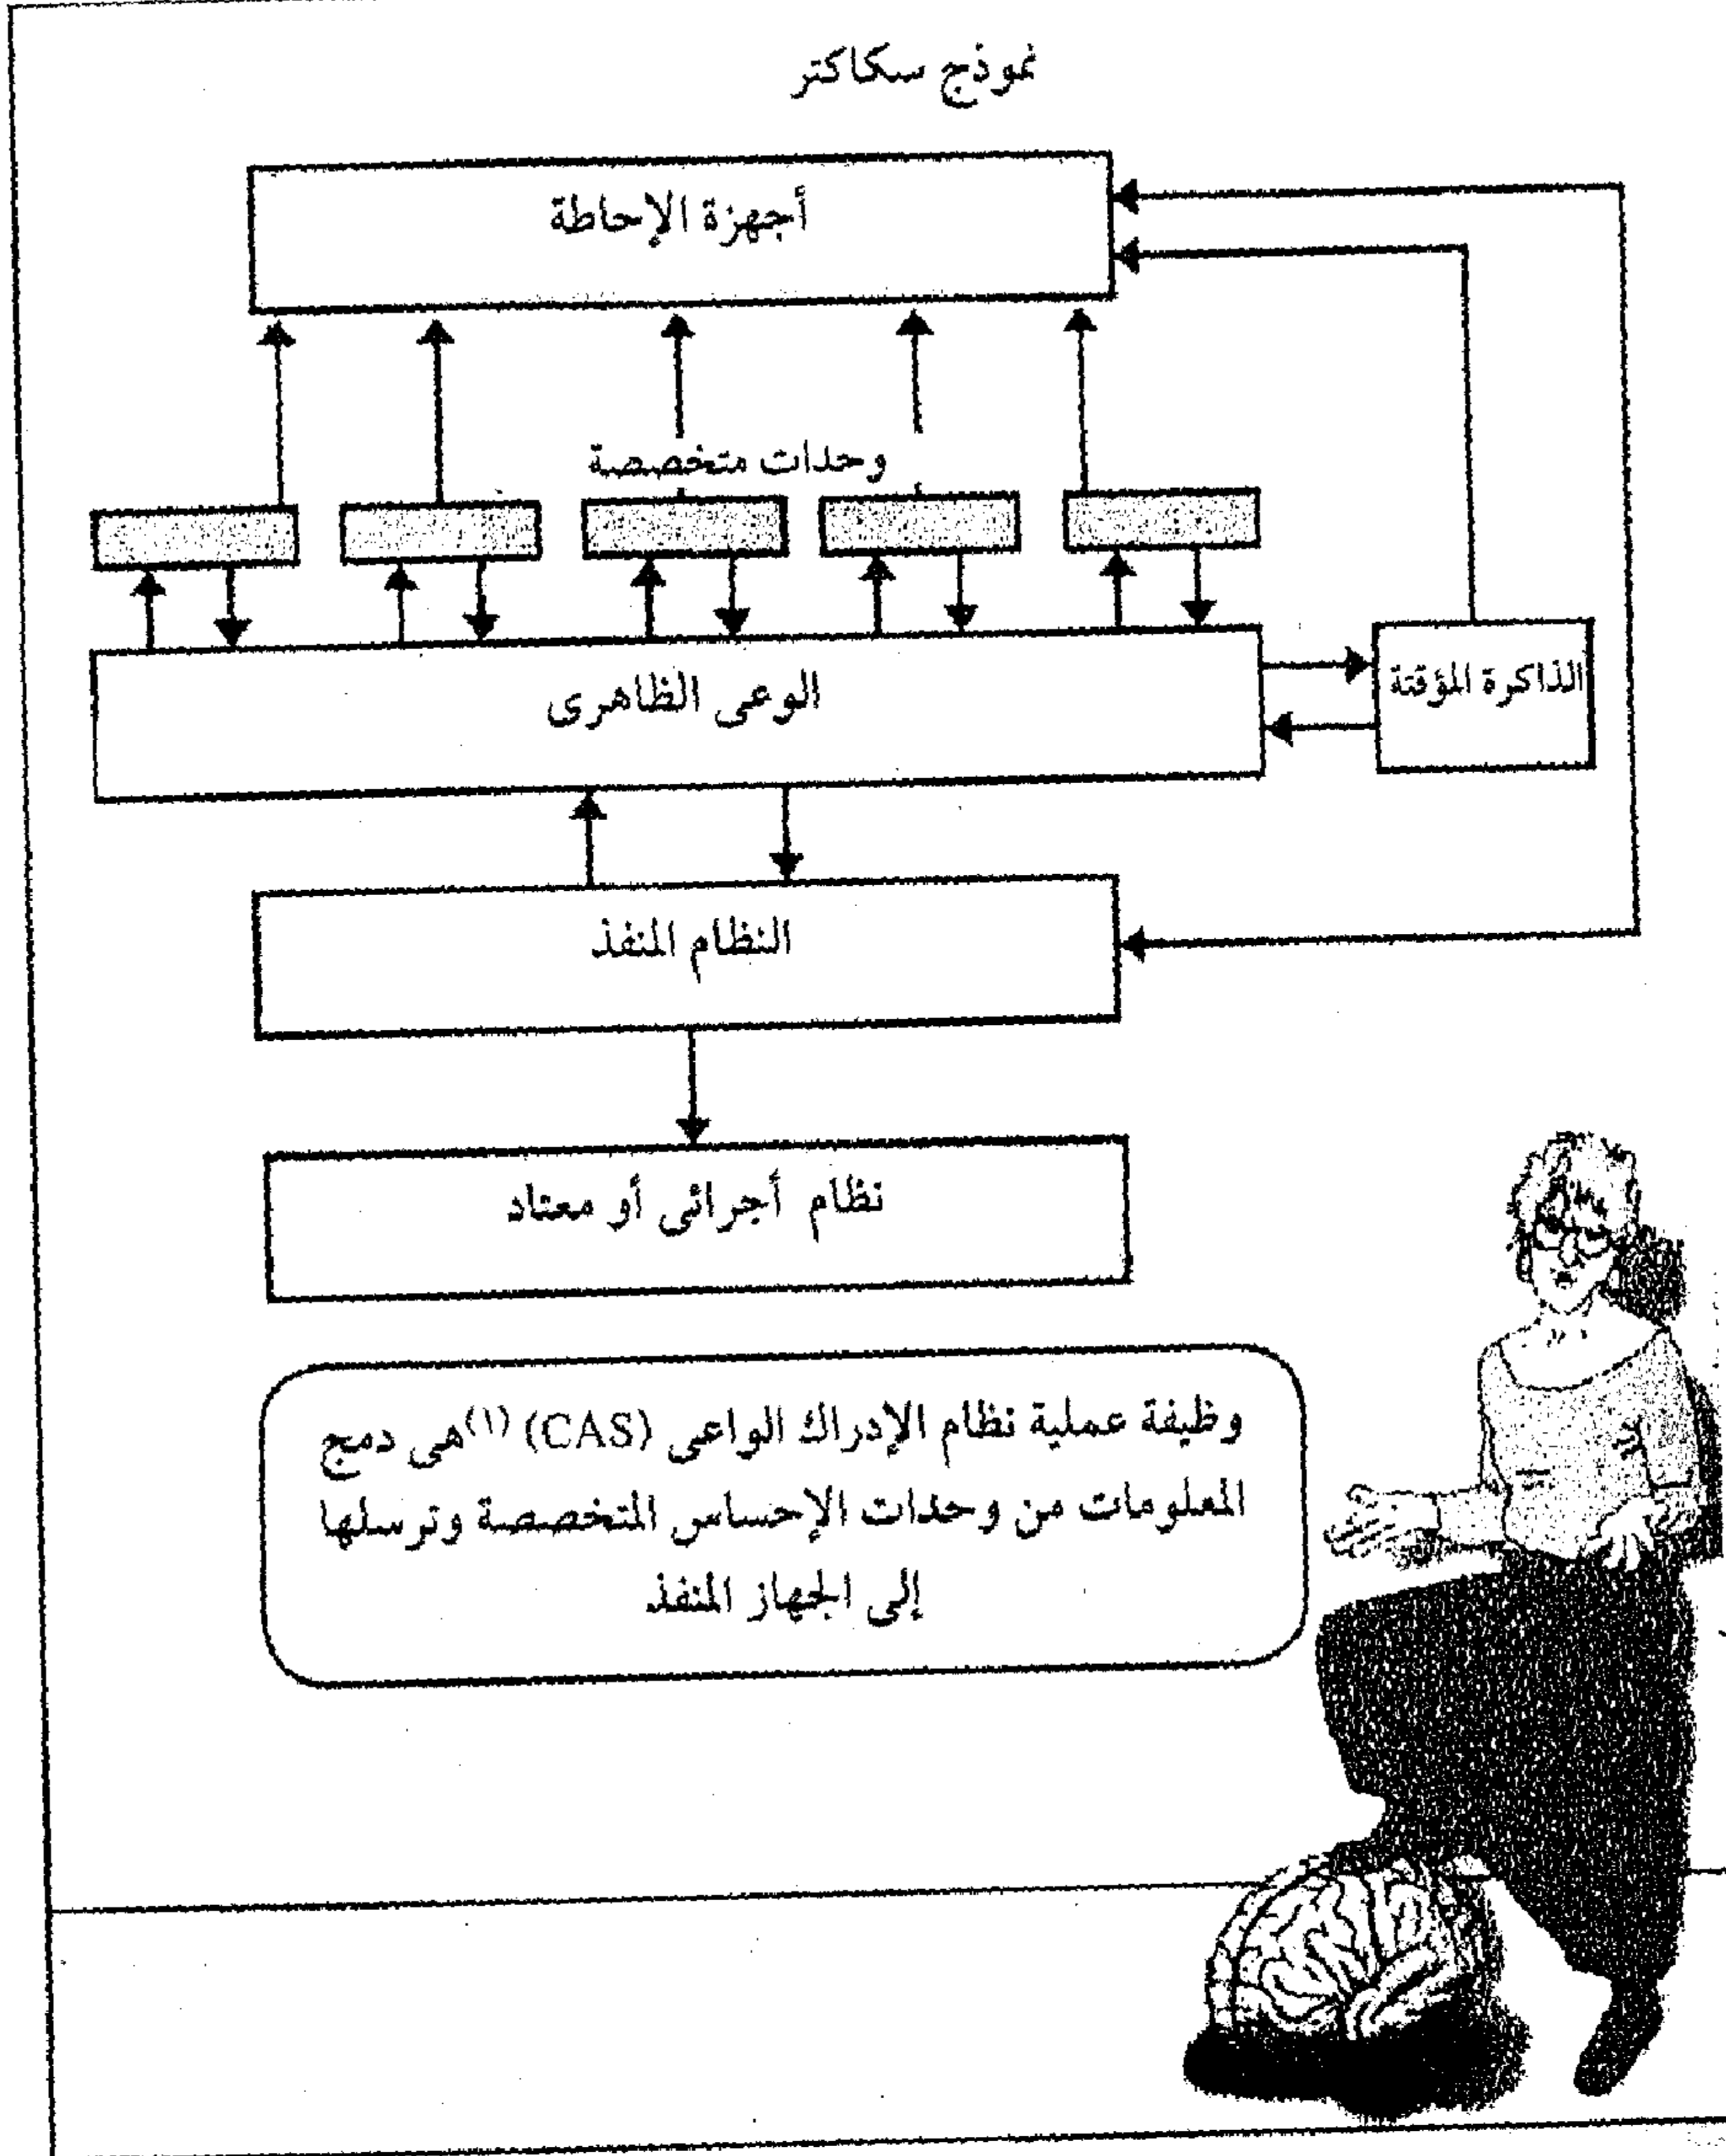 نموذج سكاكتر
أجهزة الإحاطة
وحدات متخصصة
الوعى الظاهرى
الذاكرة المؤقتة
النظام المنفذ
نظام أجرائى أو معتاد
وظيفة عملية نظام الإدراك الواعى (CAS) (١)هى دمج
المعلومات من وحدات الإحساس المتخصصة وترسلها
إلى الجهاز المنفذ